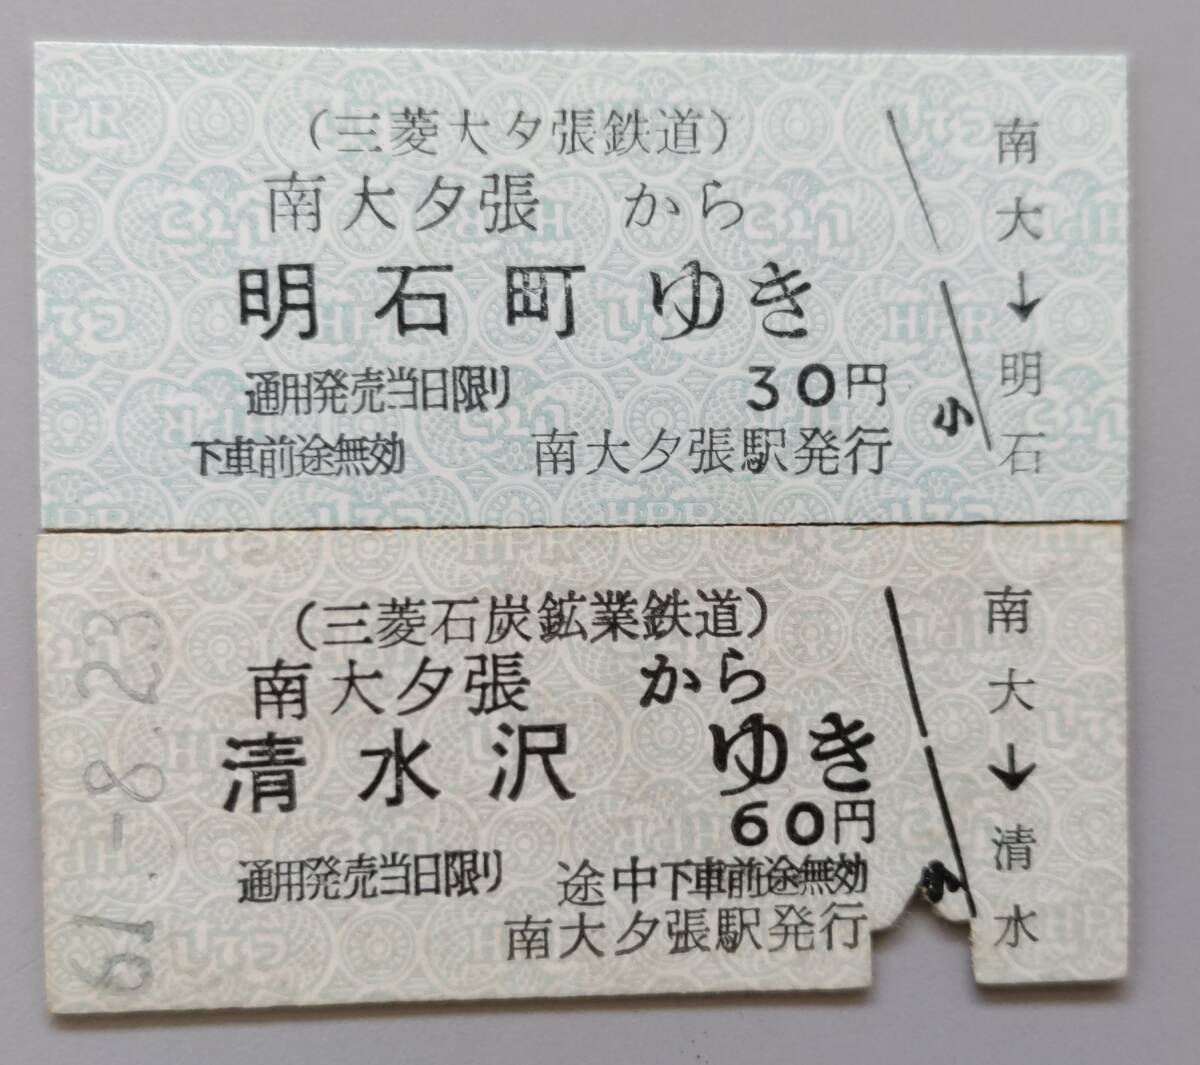 (三菱大夕張鉄道)
南大夕張 から
明石町 ゆき
通用発売当日限り 30円
下車前途無効 南大夕張駅発行
小
南大→明石
(三菱石炭鉱業鉄道)
南大夕張 から
清水沢 ゆき
60円
通用発売当日限り 途中下車前途無効
南大夕張駅発行
小
南大→清水
61.-8.23